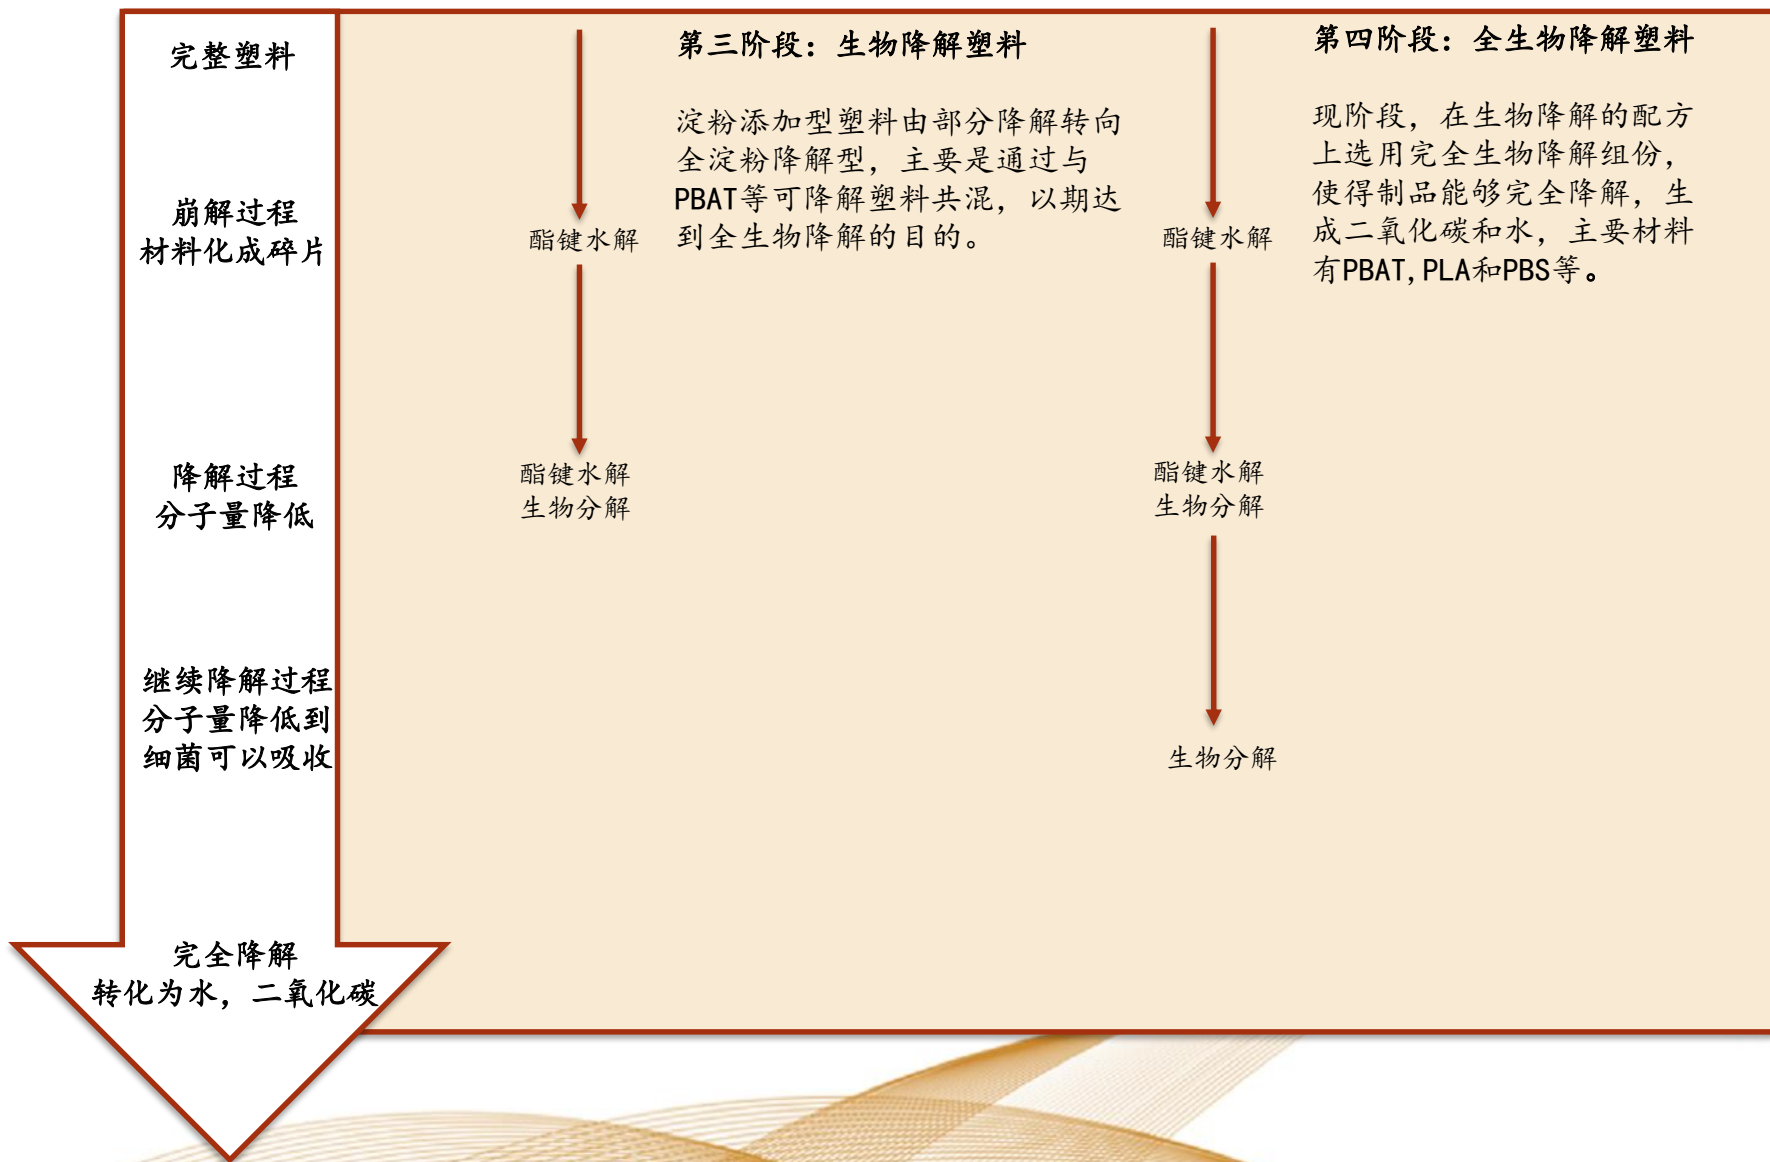 完整塑料
崩解过程
材料化成碎片
降解过程
分子量降低
继续降解过程
分子量降低到
细菌可以吸收
完全降解
转化为水，二氧化碳
酯键水解
酯键水解
生物分解
第三阶段：生物降解塑料
淀粉添加型塑料由部分降解转向
全淀粉降解型，主要是通过与
PBAT等可降解塑料共混，以期达
到全生物降解的目的。
酯键水解
酯键水解
生物分解
生物分解
第四阶段：全生物降解塑料
现阶段，在生物降解的配方
上选用完全生物降解组份，
使得制品能够完全降解，生
成二氧化碳和水，主要材料
有PBAT,PLA和PBS等。